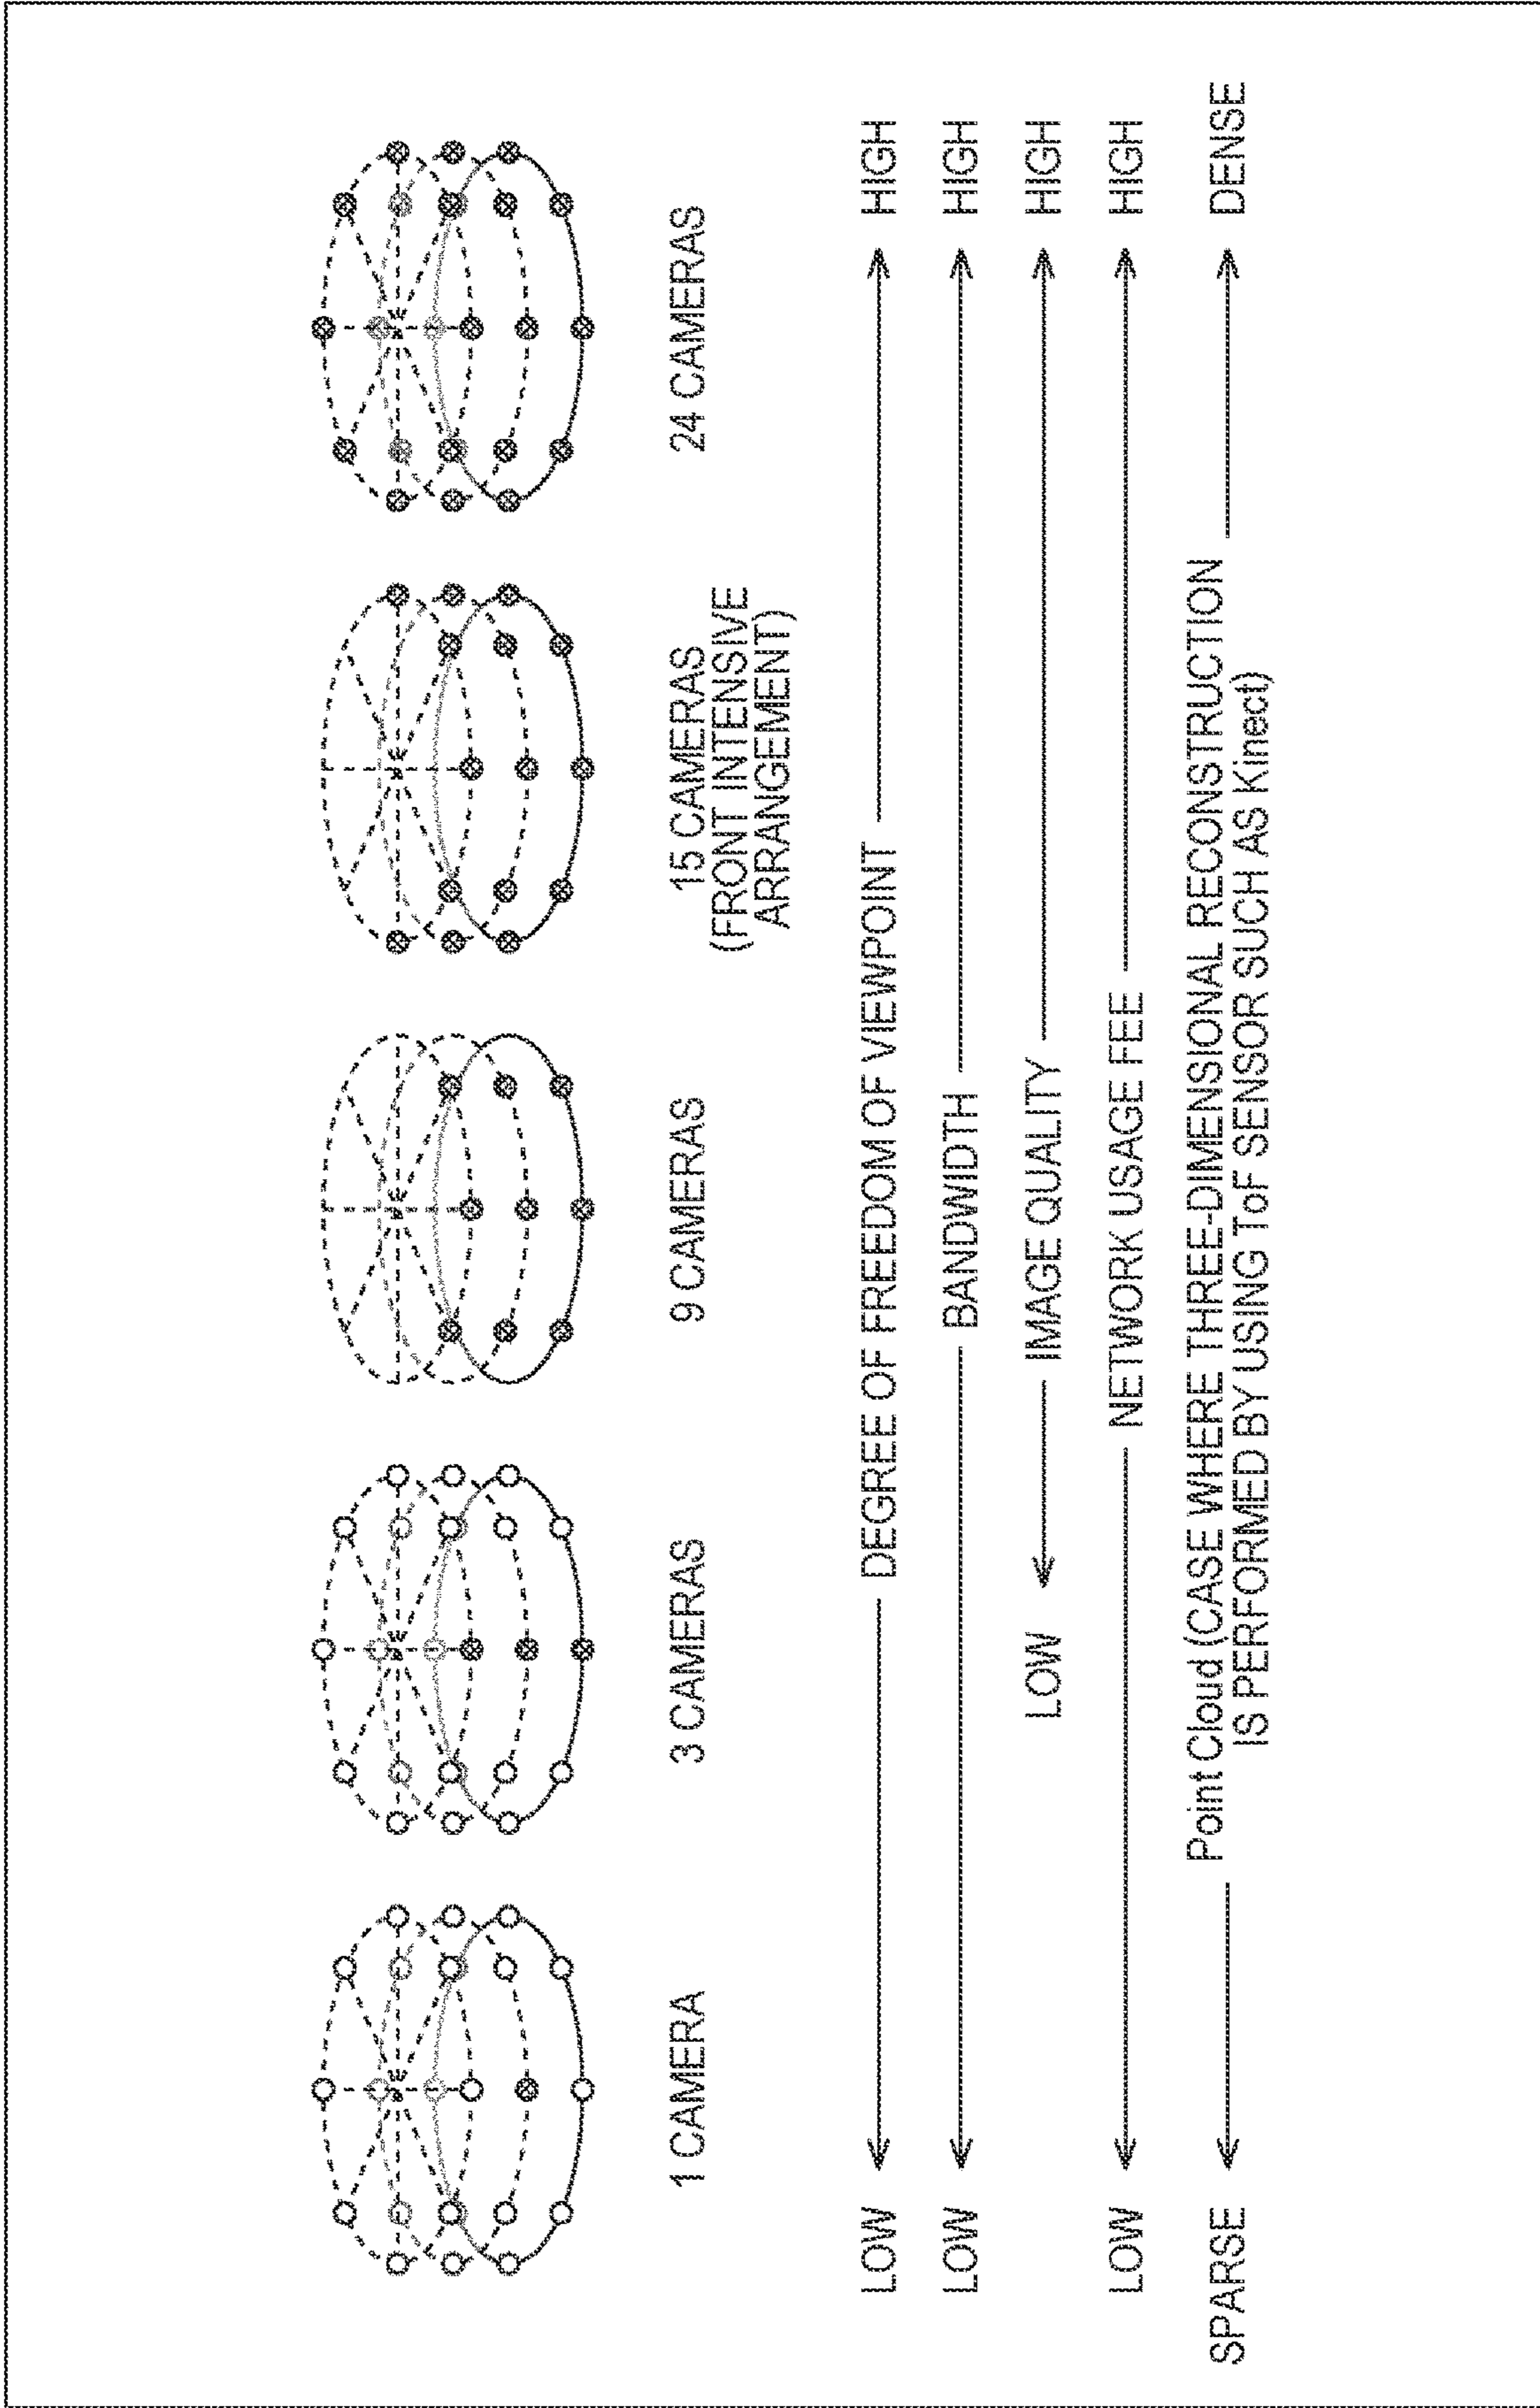 1 CAMERA
3 CAMERAS
9 CAMERAS
15 CAMERAS
(FRONT INTENSIVE
ARRANGEMENT)
24 CAMERAS
LOW DEGREE OF FREEDOM OF VIEWPOINT HIGH
LOW BANDWIDTH HIGH
LOW IMAGE QUALITY HIGH
LOW NETWORK USAGE FEE HIGH
SPARSE Point Cloud (CASE WHERE THREE-DIMENSIONAL RECONSTRUCTION DENSE
IS PERFORMED BY USING ToF SENSOR SUCH AS Kinect)